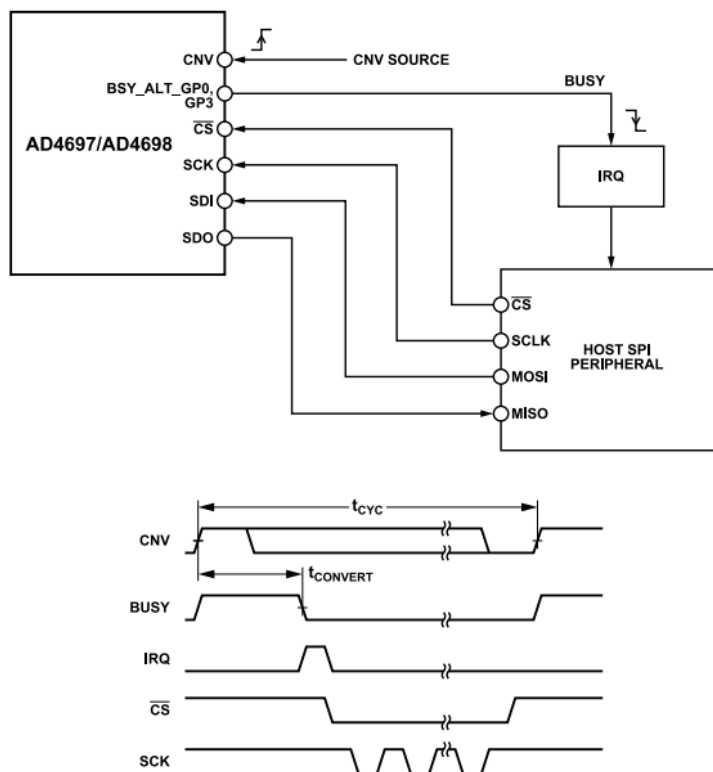 CNV
CNV SOURCE
BSY_ALT_GP0,
GP3
BUSY
CS
AD4697/AD4698
SCK
IRQ
SDI
SDO
CS
SCLK
HOST SPI
PERIPHERAL
MOSI
MISO
tCYC
CNV
tCONVERT
BUSY
IRQ
CS
SCK